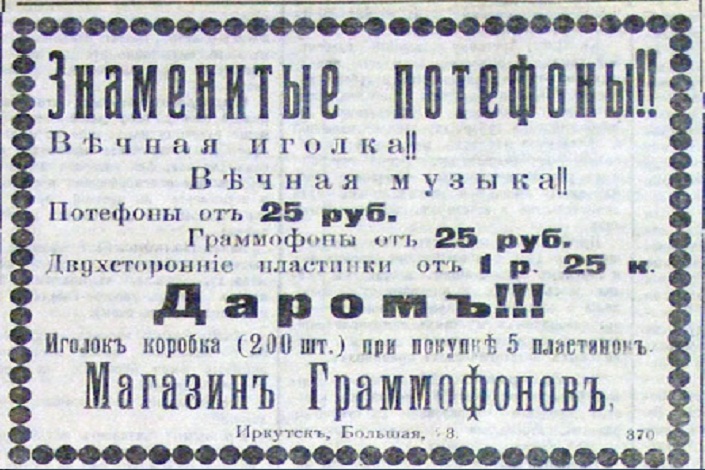 Знаменитые потефоны!!
Вѣчная иголка!!
Вѣчная музыка!!
Потефоны отъ 25 руб.
Граммофоны отъ 25 руб.
Двухсторонніе пластинки отъ 1 р. 25 к.
Даромъ!!!
Иголокъ коробка (200 шт.) при покупкѣ 5 пластинокъ.
Магазинъ Граммофоновъ,
Иркутскъ, Большая, 370